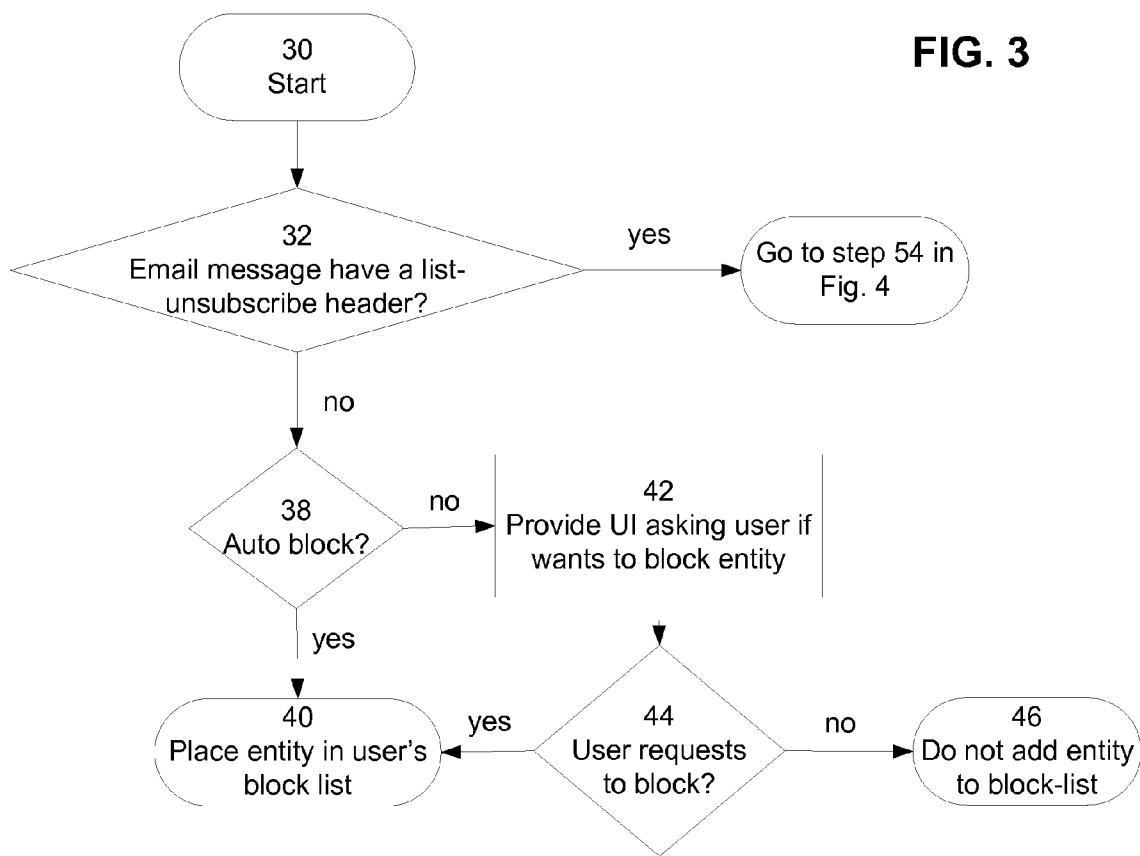 FIG. 3
30
Start
32
Email message have a list-
unsubscribe header?
yes
Go to step 54 in
Fig. 4
no
38
Auto block?
no
42
Provide UI asking user if
wants to block entity
yes
40
Place entity in user's
block list
yes
44
User requests
to block?
no
46
Do not add entity
to block-list